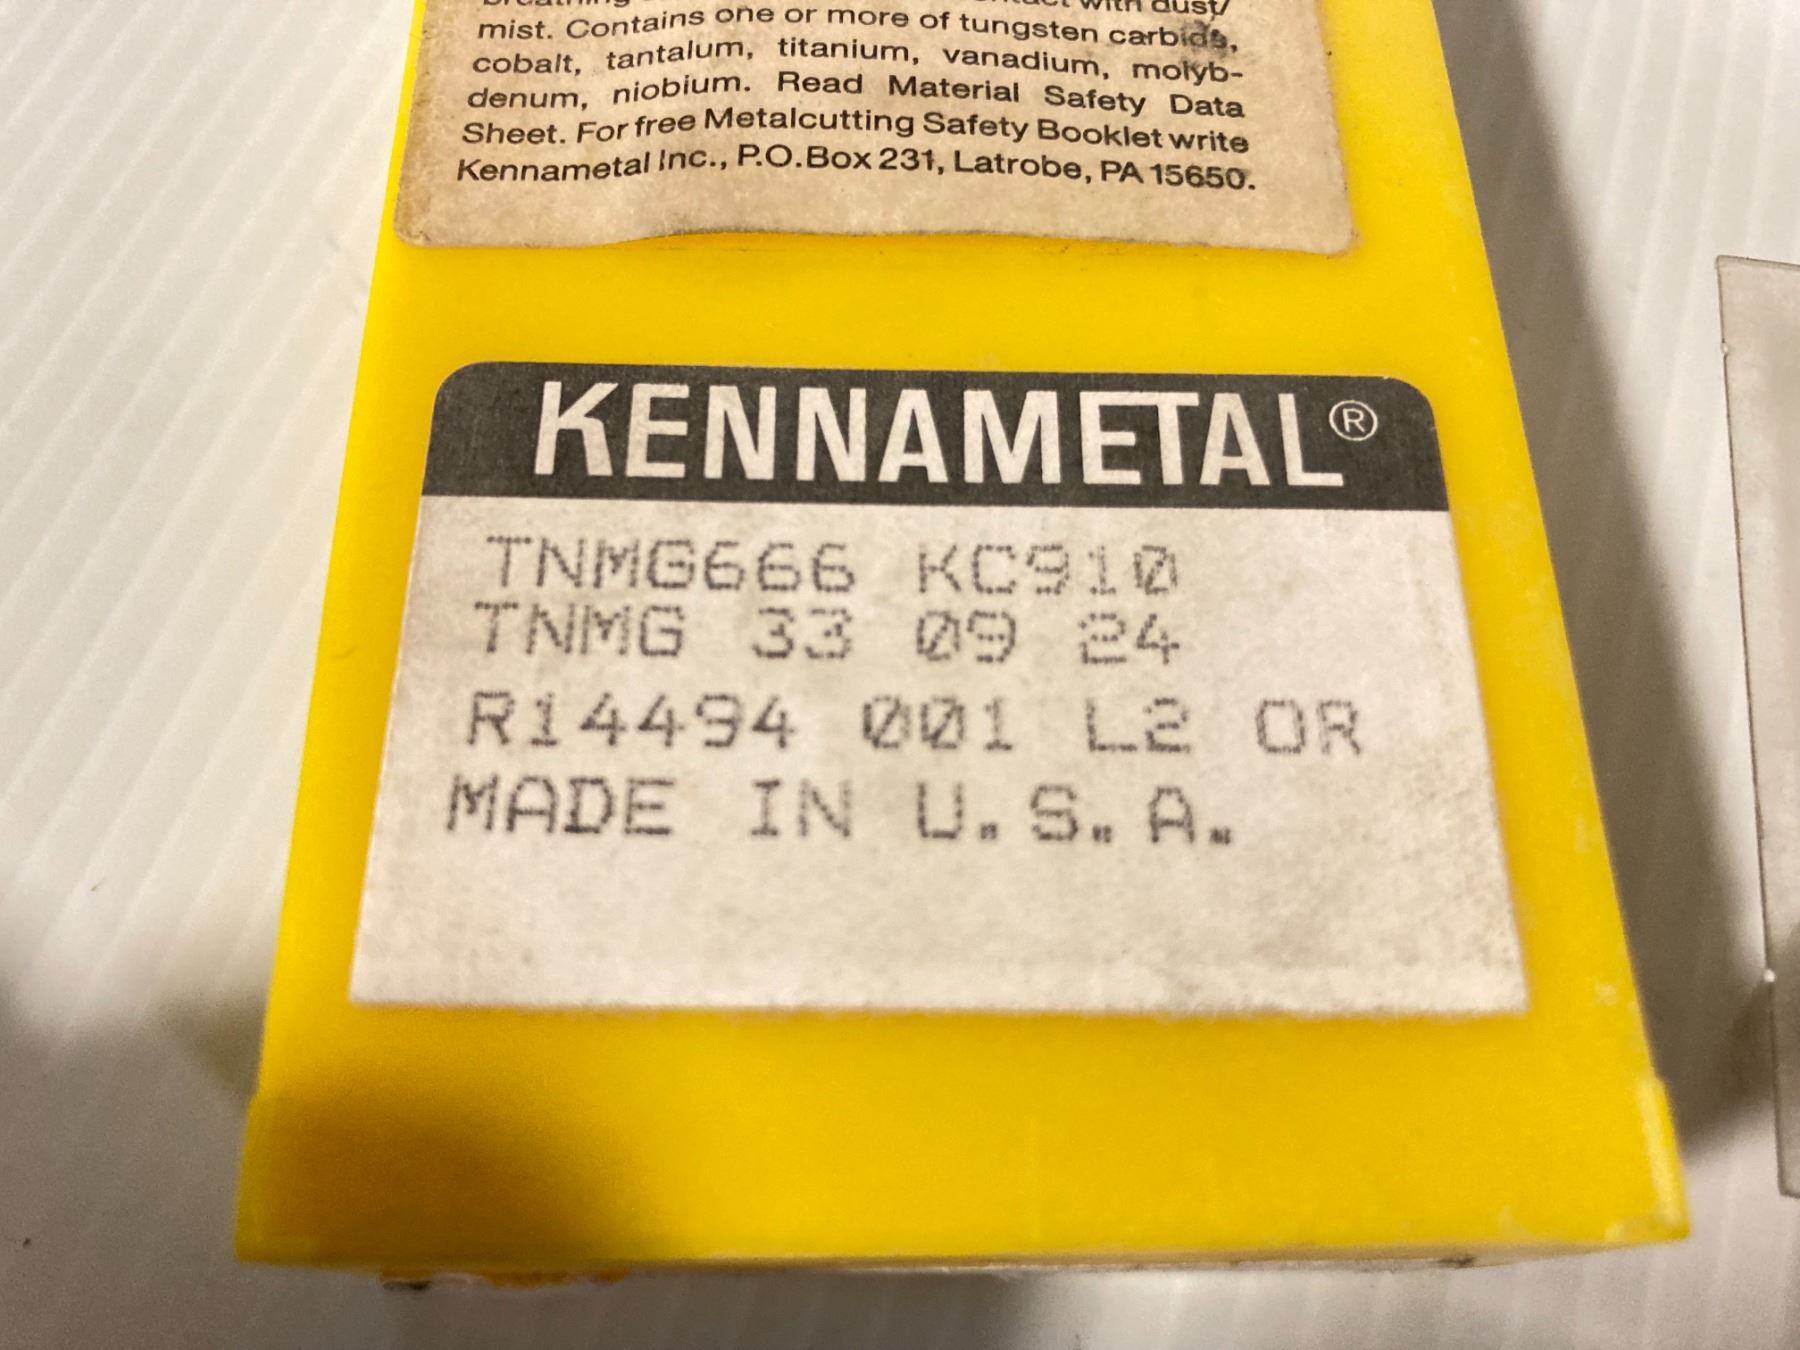 with dust/
mist. Contains one or more of tungsten carbide,
cobalt, tantalum, titanium, vanadium, molyb-
denum, niobium. Read Material Safety Data
Sheet. For free Metalcutting Safety Booklet write
Kennametal Inc., P.O. Box 231, Latrobe, PA 15650.
KENNAMETAL®
TNMG666 KC910
TNMG 33 09 24
R14494 001 L2 OR
MADE IN U.S.A.